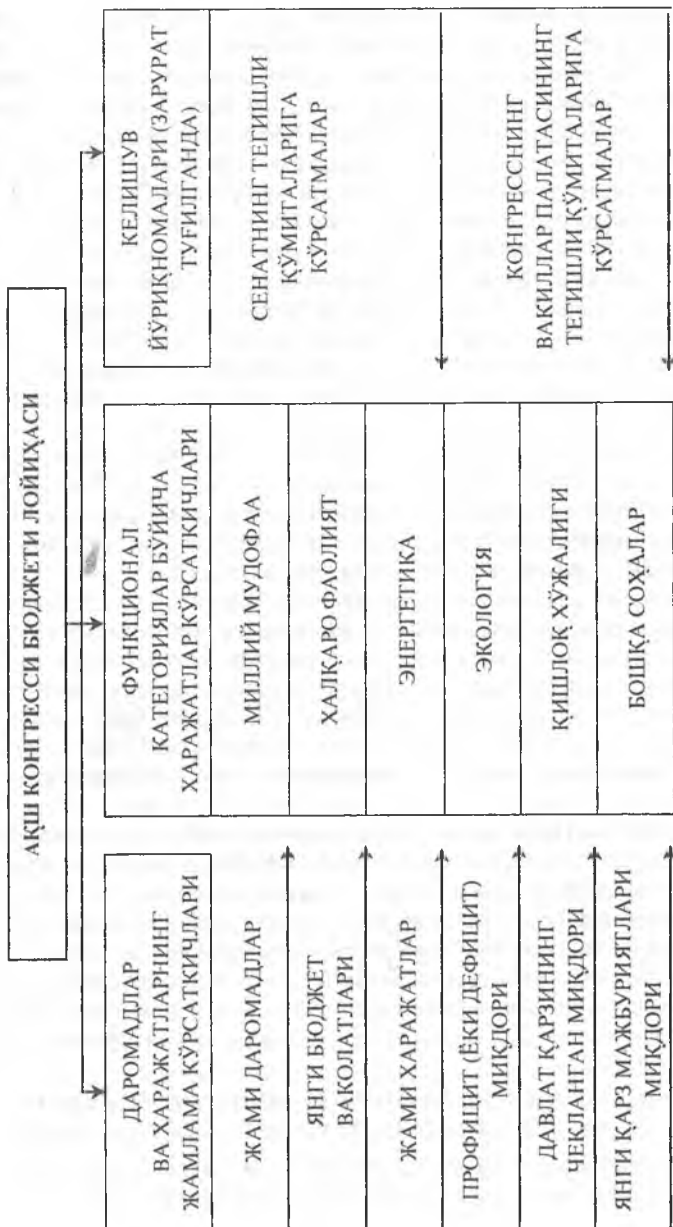 АҚШ КОНГРЕССИ БЮДЖЕТИ ЛОЙИҲАСИ
ДАРОМАДЛАР
ВА ХАРАЖАТЛАРНИНГ
ЖАМЛАМА КЎРСАТКИЧЛАРИ
ЖАМИ ДАРОМАДЛАР
ЯНГИ БЮДЖЕТ
ВАКОЛАТЛАРИ
ЖАМИ ХАРАЖАТЛАР
ПРОФИЦИТ (ЁКИ ДЕФИЦИТ)
МИҚДОРИ
ДАВЛАТ ҚАРЗИНИНГ
ЧЕКЛАНГАН МИҚДОРИ
ЯНГИ ҚАРЗ МАЖБУРИЯТЛАРИ
МИҚДОРИ
ФУНКЦИОНАЛ
КАТЕГОРИЯЛАР БЎЙИЧА
ХАРАЖАТЛАР КЎРСАТКИЧЛАРИ
МИЛЛИЙ МУДОФАА
ХАЛҚАРО ФАОЛИЯТ
ЭНЕРГЕТИКА
ЭКОЛОГИЯ
ҚИШЛОҚ ХЎЖАЛИГИ
БОШҚА СОҲАЛАР
КЕЛИШУВ
ЙЎРИҚНОМАЛАРИ (ЗАРУРАТ
ТУҒИЛГАНДА)
СЕНАТНИНГ ТЕГИШЛИ
ҚЎМИТАЛАРИГА
КЎРСАТМАЛАР
КОНГРЕССНИНГ
ВАКИЛЛАР ПАЛАТАСИНИНГ
ТЕГИШЛИ ҚЎМИТАЛАРИГА
КЎРСАТМАЛАР